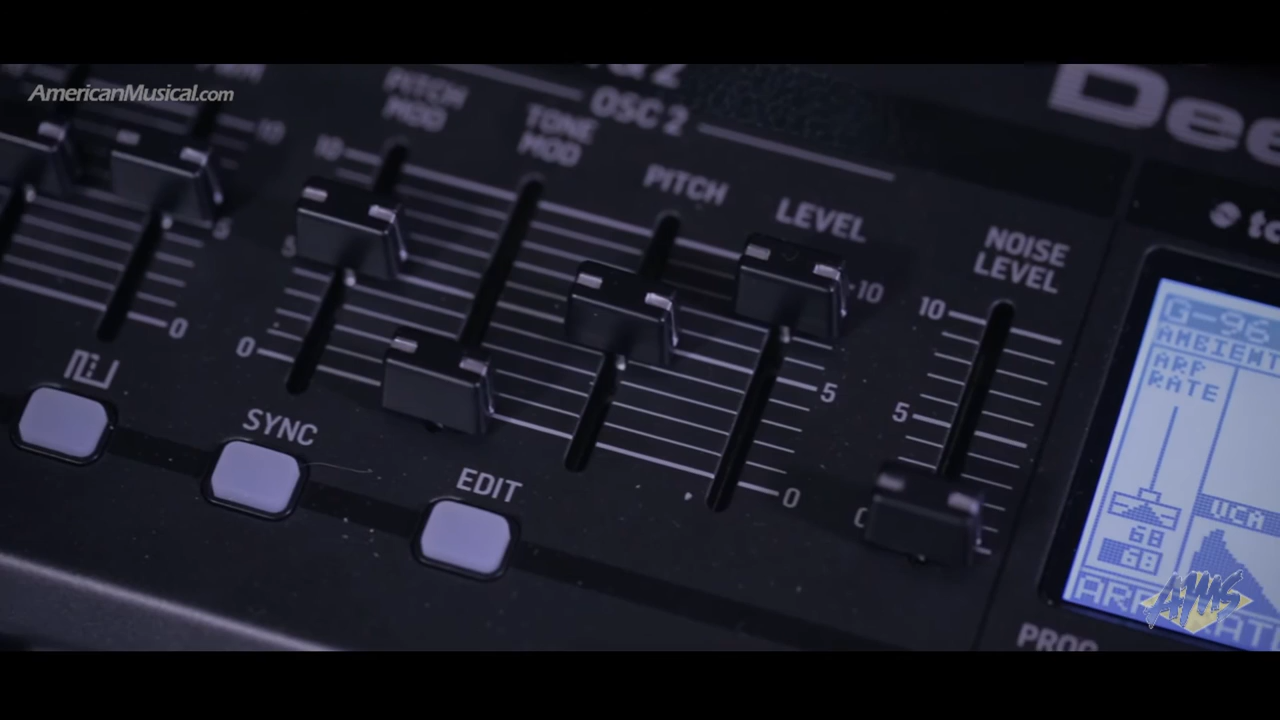 AmericanMusical.com
PITCH
MOD
OSC 2
TONE
MOD
PITCH
LEVEL
NOISE
LEVEL
10
10
10
10
5
5
5
5
0
0
0
SYNC
EDIT
G-96
AMBIENT
ARP
RATE
VCA
68
68
AMS
PROG